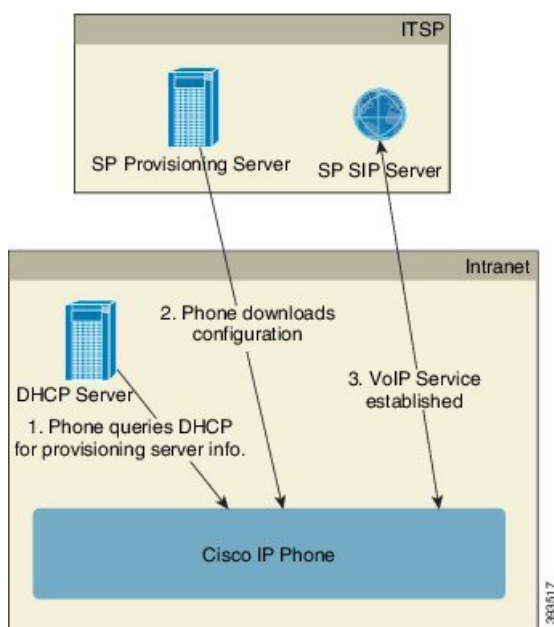 ITSP
SP Provisioning Server
SP SIP Server
Intranet
2. Phone downloads
configuration
DHCP Server
3. VoIP Service
established
1. Phone queries DHCP
for provisioning server info.
Cisco IP Phone
393517